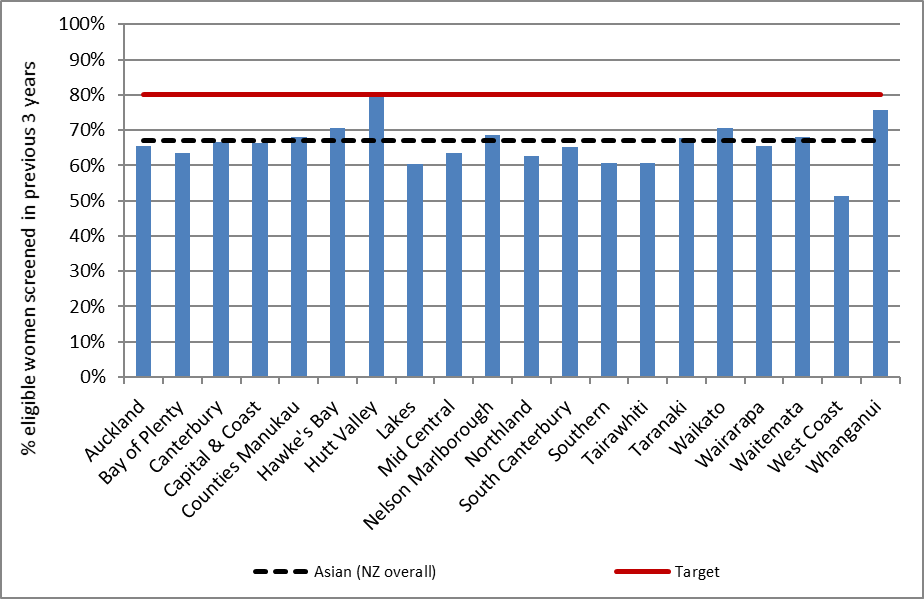 % eligible women screened in previous 3 years
100%
90%
80%
70%
60%
50%
40%
30%
20%
10%
0%
Auckland
Bay of Plenty
Canterbury
Capital & Coast
Counties Manukau
Hawke's Bay
Hutt Valley
Lakes
Mid Central
Nelson Marlborough
Northland
South Canterbury
Southern
Tairawhiti
Taranaki
Waikato
Wairarapa
Waitemata
West Coast
Whanganui
Asian (NZ overall)
Target